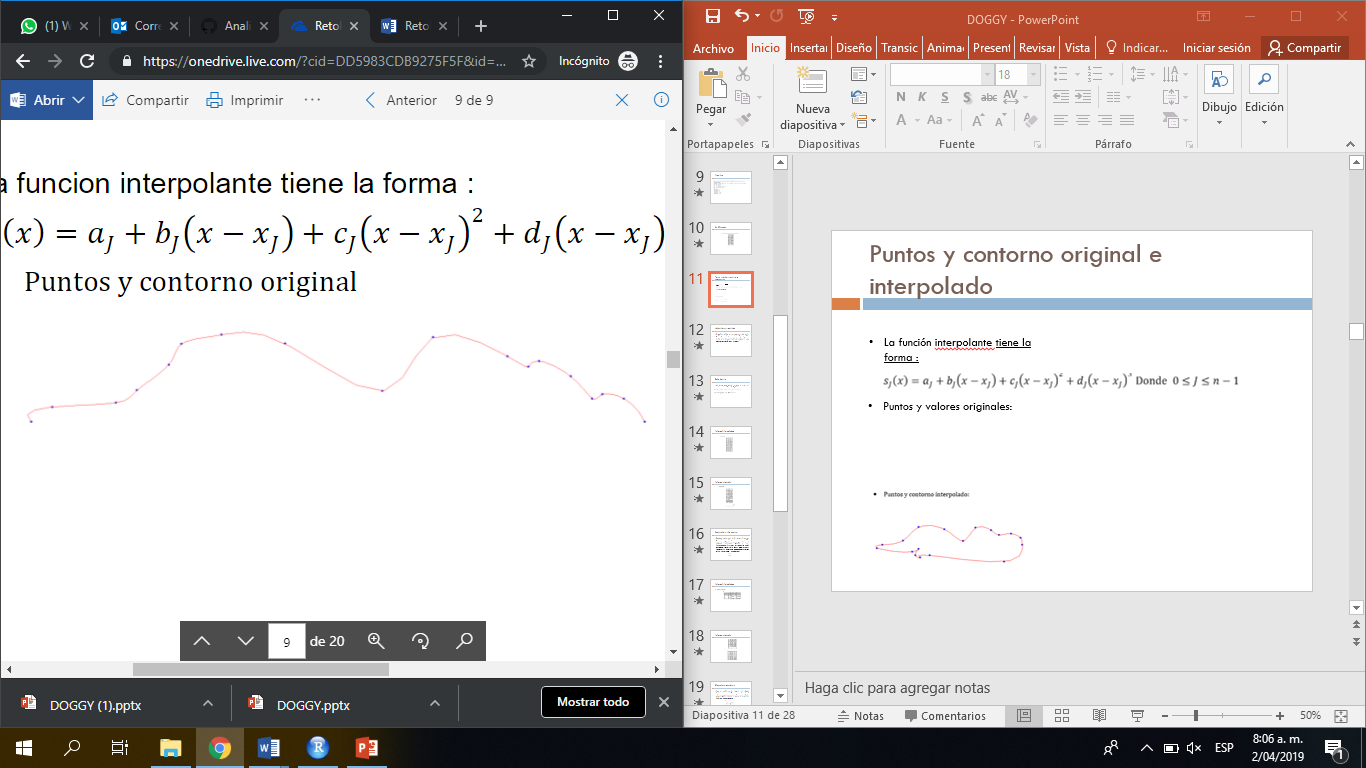 (1) W
Corre
Anali
Retol
Reto
https://onedrive.live.com/?cid=DD5983CDB9275F5F&id=...
Incógnito
Abrir
Compartir
Imprimir
Anterior
9 de 9
a funcion interpolante tiene la forma :
(x) = a_J + b_J(x − x_J) + c_J(x − x_J)² + d_J(x − x_J)
Puntos y contorno original
9 de 20
DOGGY (1).pptx
DOGGY.pptx
Mostrar todo
DOGGY - PowerPoint
Archivo
Inicio
Insertar
Diseño
Transic
Animac
Present
Revisar
Vista
Indicar...
Iniciar sesión
Compartir
Pegar
Nueva
diapositiva
18
N K S S abc AV
A Aa A A
Dibujo
Edición
Portapapeles
Diapositivas
Fuente
Párrafo
9
10
11
12
13
14
15
16
17
18
19
Puntos y contorno original e
interpolado
• La función interpolante tiene la
forma :
s_J(x) = a_J + b_J(x − x_J) + c_J(x − x_J)² + d_J(x − x_J)³ Donde 0 ≤ J ≤ n − 1
• Puntos y valores originales:
• Puntos y contorno interpolado:
Haga clic para agregar notas
Diapositiva 11 de 28
Notas
Comentarios
50%
ESP
8:06 a. m.
2/04/2019
1